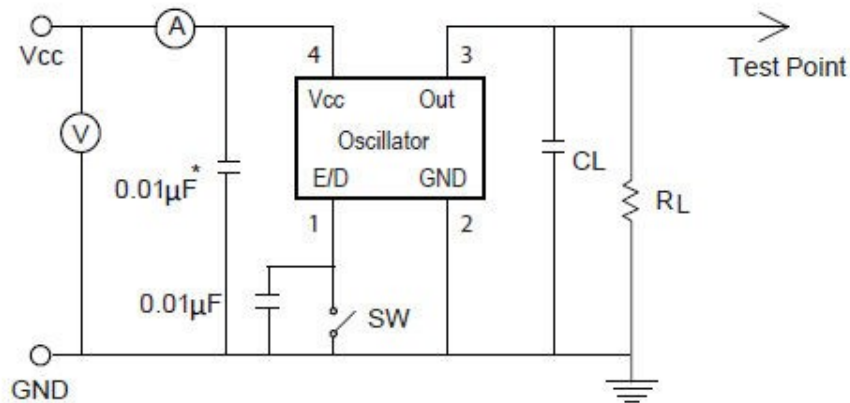 A
Vcc
4
3
Test Point
Vcc
Out
V
Oscillator
CL
0.01µF*
E/D
GND
RL
1
2
0.01µF
SW
GND